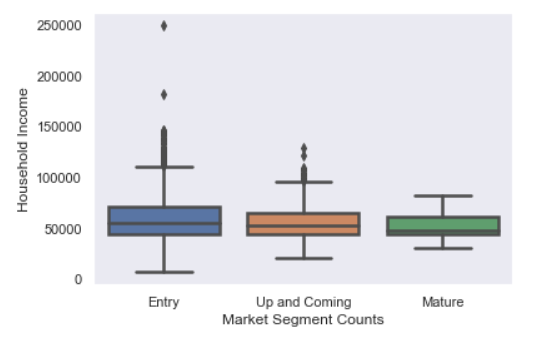 250000
200000
150000
100000
50000
0
Household Income
Entry
Up and Coming
Mature
Market Segment Counts